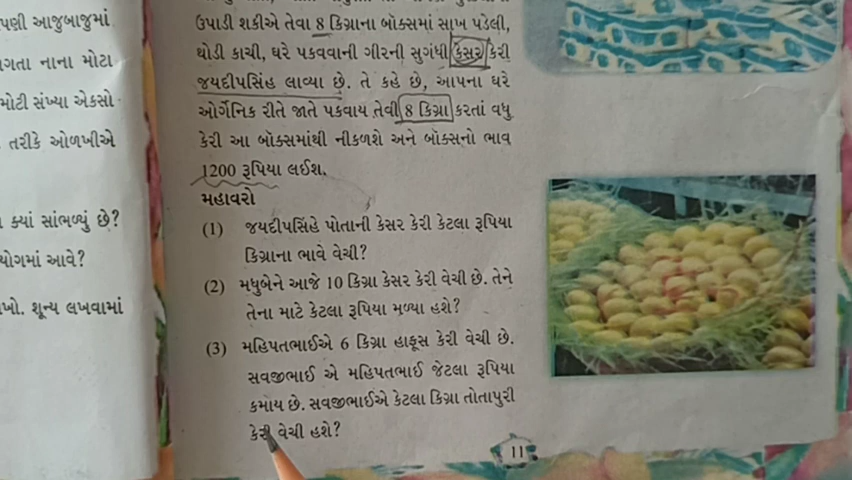 પણી આજુબાજુમાં
ગતા નાના મોટા
મોટી સંખ્યા એકસો
તરીકે ઓળખીએ
ક્યાં સાંભળ્યું છે?
યોગમાં આવે?
ખો. શૂન્ય લખવામાં
ઉપાડી શકીએ તેવા 8 કિગ્રાના બોક્સમાં સાખ પડેલી,
થોડી કાચી, ઘરે પકવવાની ગીરની સુગંધી કેસર કેરી
જયદીપસિંહ લાવ્યા છે. તે કહે છે, આપના ઘરે
ઓર્ગેનિક રીતે જાતે પકવાય તેવી 8 કિગ્રા કરતાં વધુ
કેરી આ બૉક્સમાંથી નીકળશે અને બૉક્સનો ભાવ
1200 રૂપિયા લઈશ.
મહાવરો
(1) જયદીપસિંહે પોતાની કેસર કેરી કેટલા રૂપિયા
કિગ્રાના ભાવે વેચી?
(2) મધુબેને આજે 10 કિગ્રા કેસર કેરી વેચી છે. તેને
તેના માટે કેટલા રૂપિયા મળ્યા હશે?
(3) મહિપતભાઈએ 6 કિગ્રા હાફૂસ કેરી વેચી છે.
સવજીભાઈ એ મહિપતભાઈ જેટલા રૂપિયા
કમાય છે. સવજીભાઈએ કેટલા કિગ્રા તોતાપુરી
કેરી વેચી હશે?
11